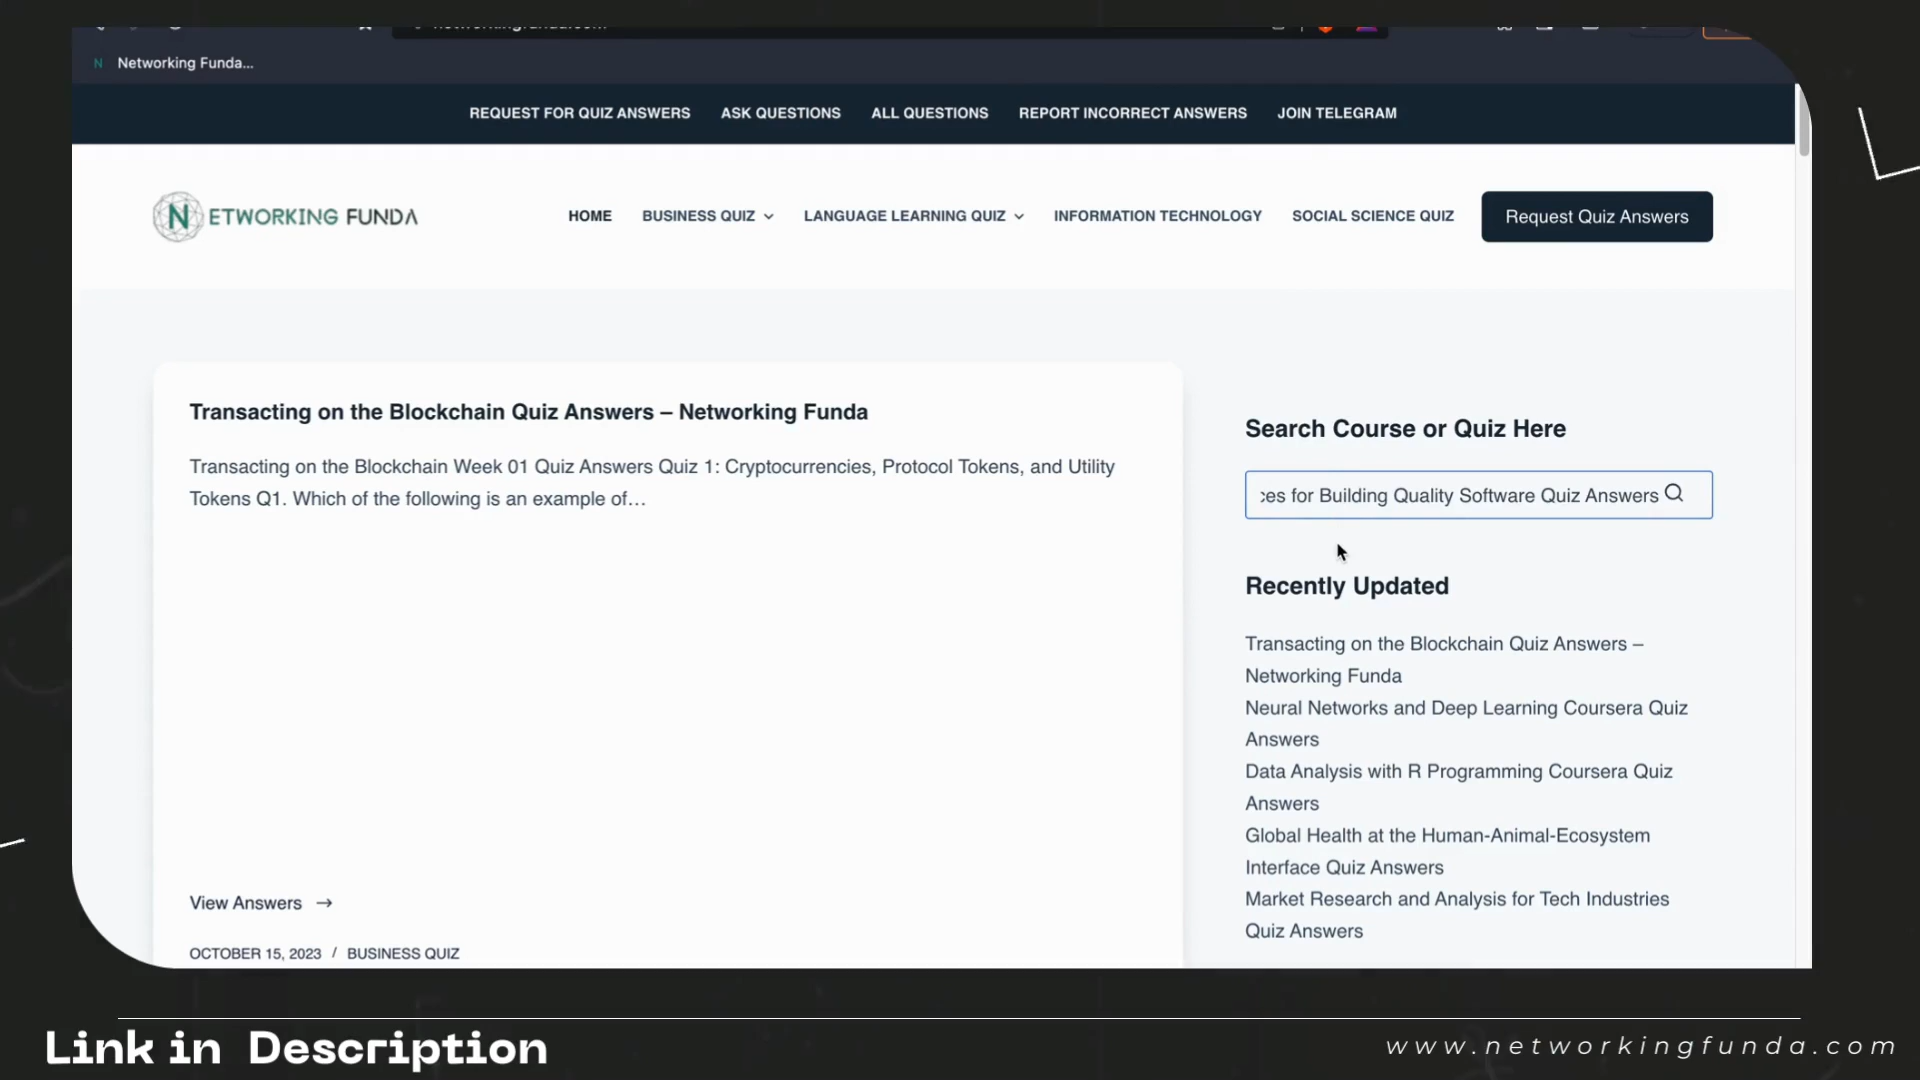 Networking Funda...
REQUEST FOR QUIZ ANSWERS ASK QUESTIONS ALL QUESTIONS REPORT INCORRECT ANSWERS JOIN TELEGRAM
NETWORKING FUNDA
HOME BUSINESS QUIZ LANGUAGE LEARNING QUIZ INFORMATION TECHNOLOGY SOCIAL SCIENCE QUIZ Request Quiz Answers
Transacting on the Blockchain Quiz Answers – Networking Funda
Transacting on the Blockchain Week 01 Quiz Answers Quiz 1: Cryptocurrencies, Protocol Tokens, and Utility
Tokens Q1. Which of the following is an example of…
View Answers →
OCTOBER 15, 2023 / BUSINESS QUIZ
Search Course or Quiz Here
es for Building Quality Software Quiz Answers
Recently Updated
Transacting on the Blockchain Quiz Answers –
Networking Funda
Neural Networks and Deep Learning Coursera Quiz
Answers
Data Analysis with R Programming Coursera Quiz
Answers
Global Health at the Human-Animal-Ecosystem
Interface Quiz Answers
Market Research and Analysis for Tech Industries
Quiz Answers
Link in Description
www.networkingfunda.com